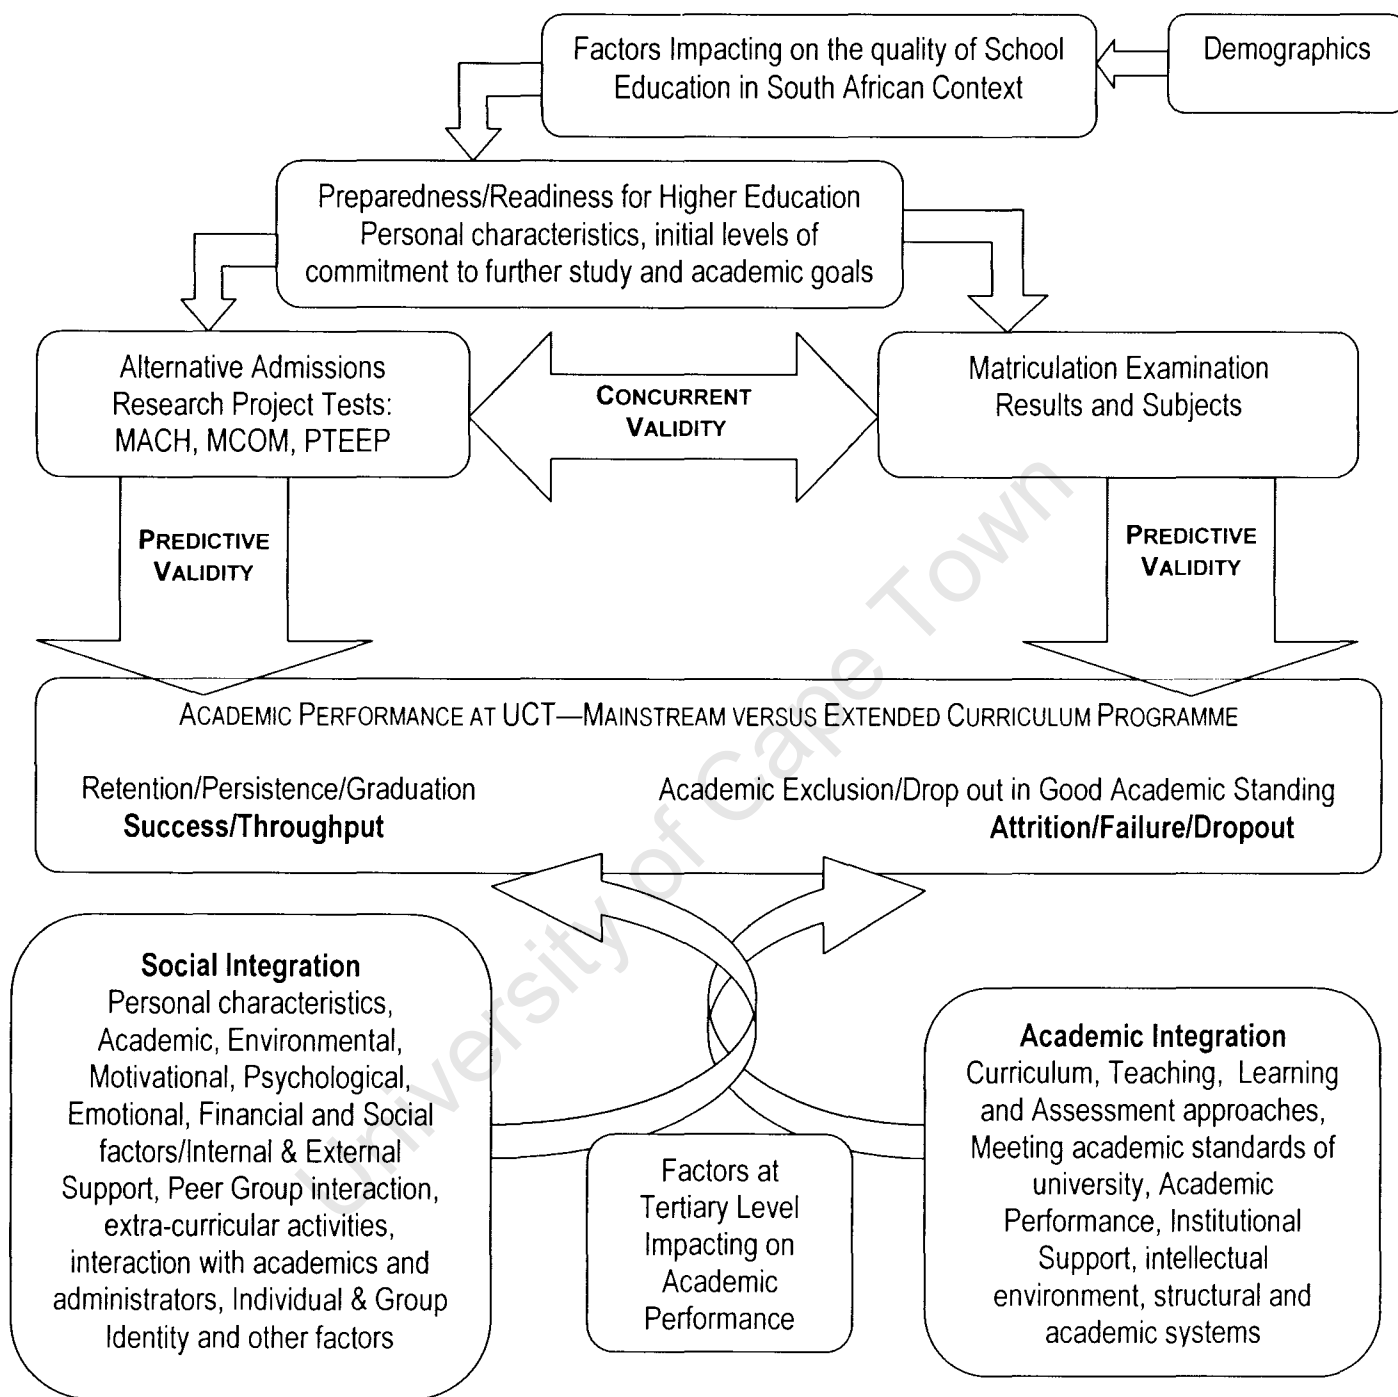 Factors Impacting on the quality of School
Education in South African Context
Demographics
Preparedness/Readiness for Higher Education
Personal characteristics, initial levels of
commitment to further study and academic goals
Alternative Admissions
Research Project Tests:
MACH, MCOM, PTEEP
CONCURRENT
VALIDITY
Matriculation Examination
Results and Subjects
PREDICTIVE
VALIDITY
PREDICTIVE
VALIDITY
ACADEMIC PERFORMANCE AT UCT—MAINSTREAM VERSUS EXTENDED CURRICULUM PROGRAMME
Retention/Persistence/Graduation
Success/Throughput
Academic Exclusion/Drop out in Good Academic Standing
Attrition/Failure/Dropout
Social Integration
Personal characteristics,
Academic, Environmental,
Motivational, Psychological,
Emotional, Financial and Social
factors/Internal & External
Support, Peer Group interaction,
extra-curricular activities,
interaction with academics and
administrators, Individual & Group
Identity and other factors
Factors at
Tertiary Level
Impacting on
Academic
Performance
Academic Integration
Curriculum, Teaching, Learning
and Assessment approaches,
Meeting academic standards of
university, Academic
Performance, Institutional
Support, intellectual
environment, structural and
academic systems
University of Cape Town